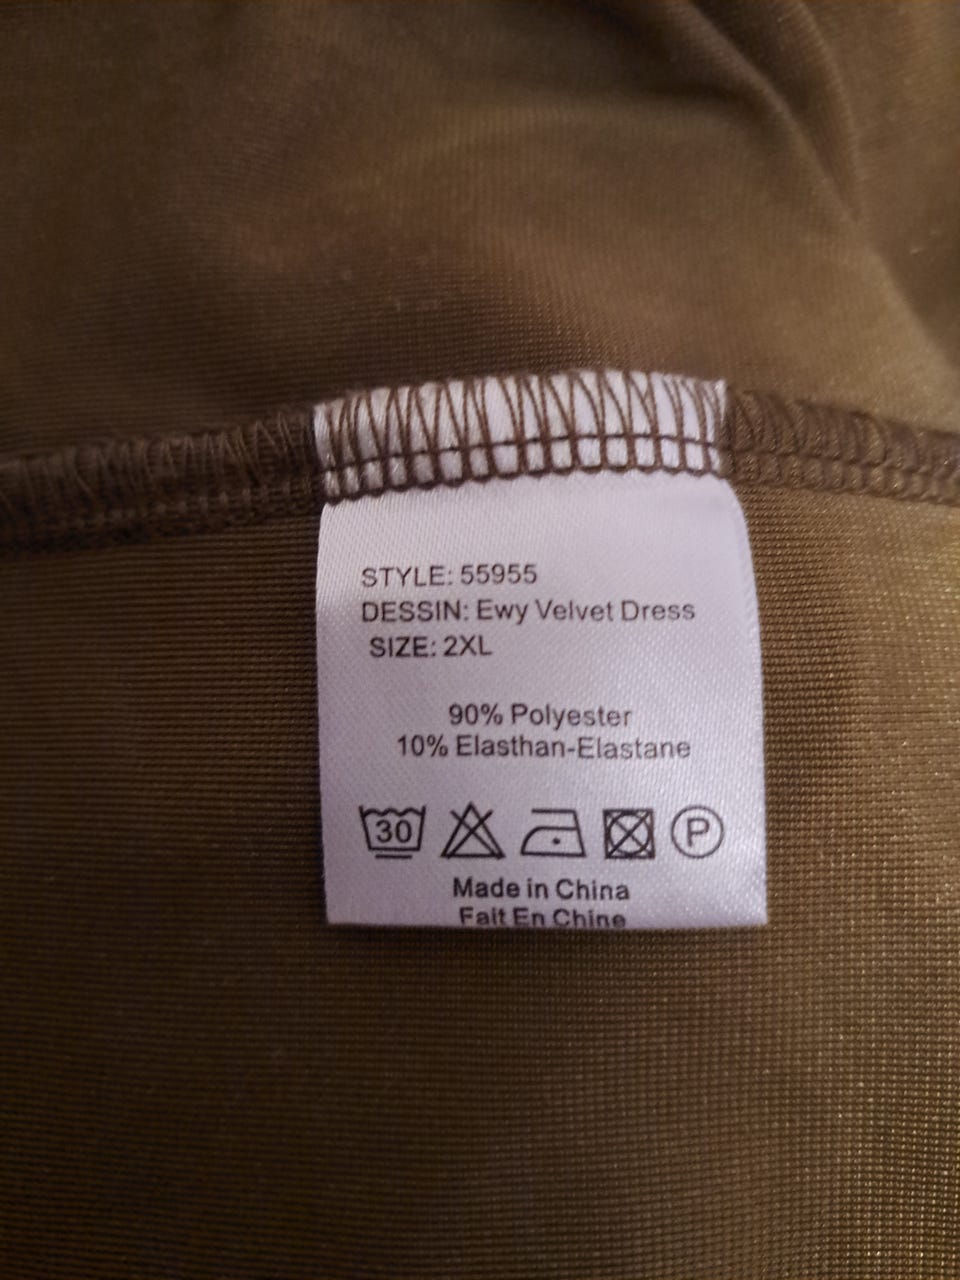 STYLE: 55955
DESSIN: Ewy Velvet Dress
SIZE: 2XL
90% Polyester
10% Elasthan-Elastane
30 P
Made in China
Fait En Chine